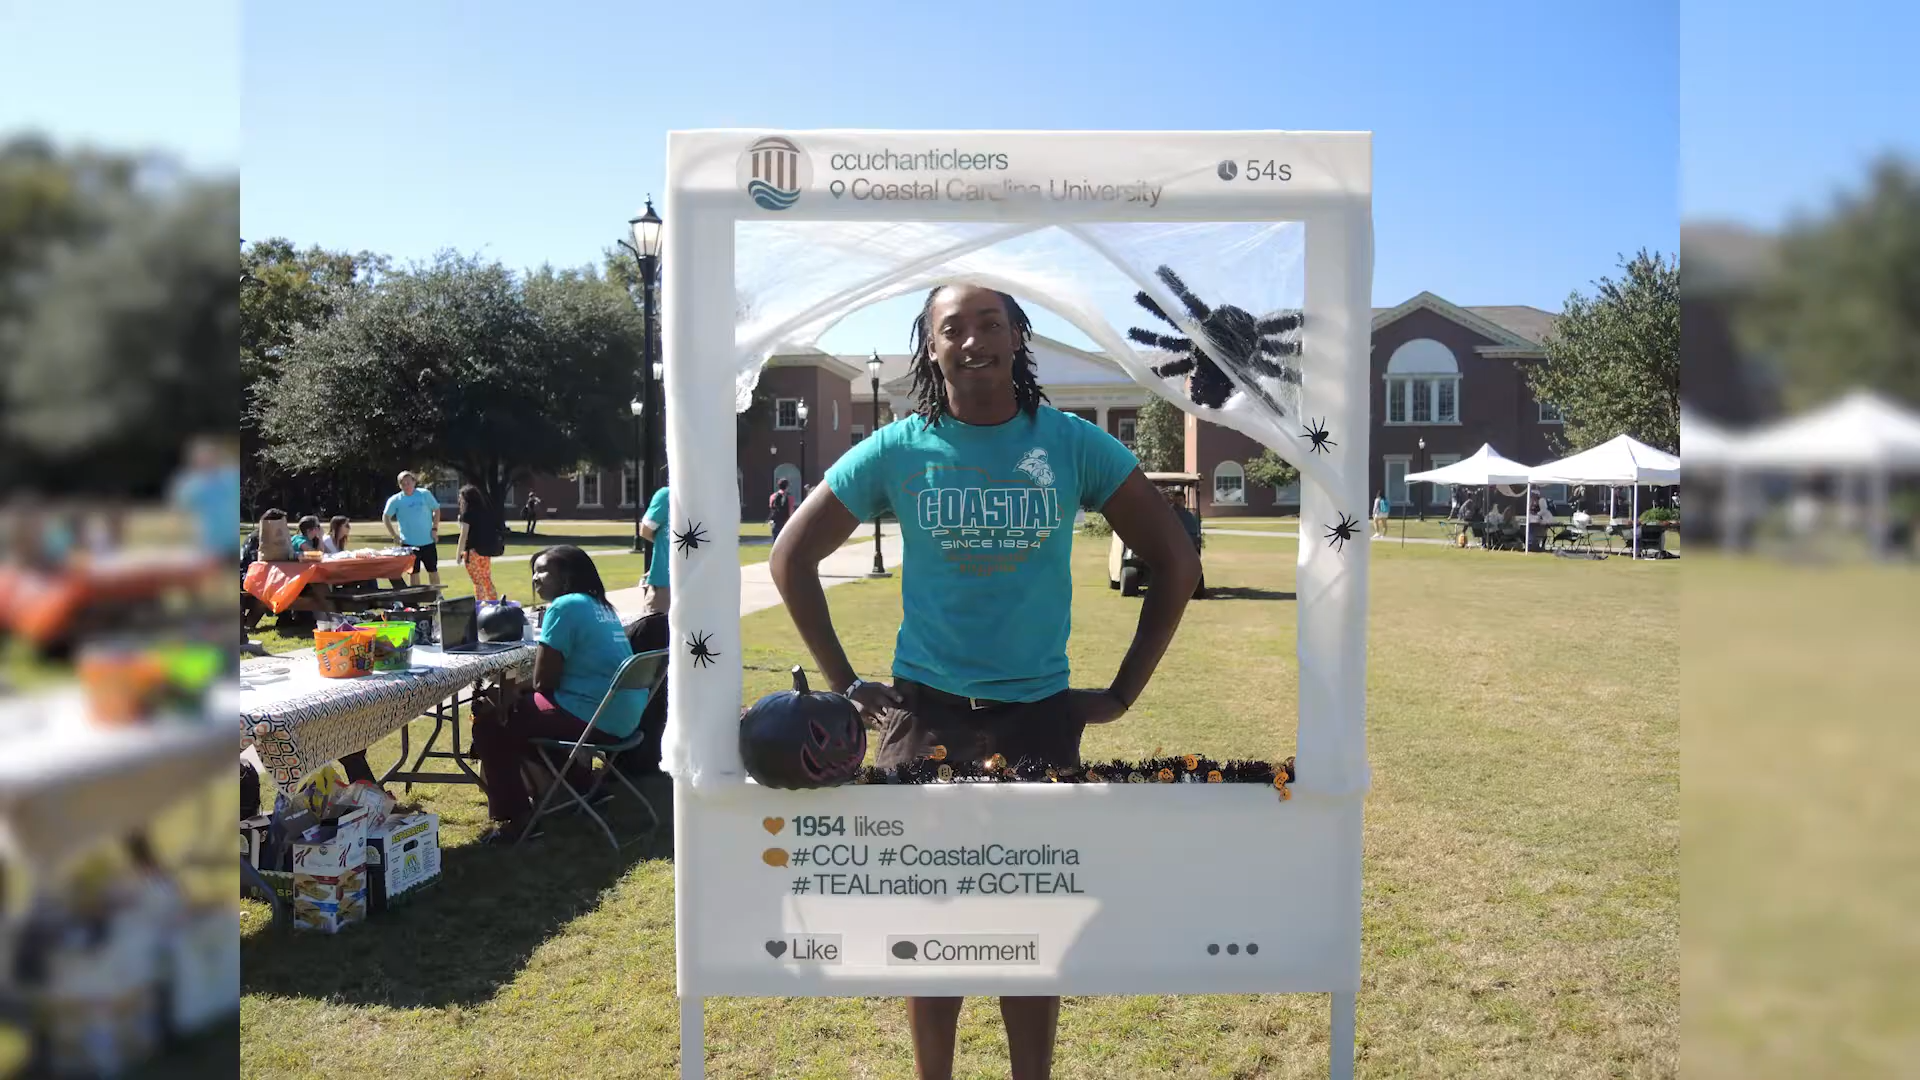 ccuchanticleers
Coastal Carolina University
54s
COASTAL
PRIDE
SINCE 1954
1954 likes
#CCU #CoastalCarolina
#TEALnation #GCTEAL
Like
Comment